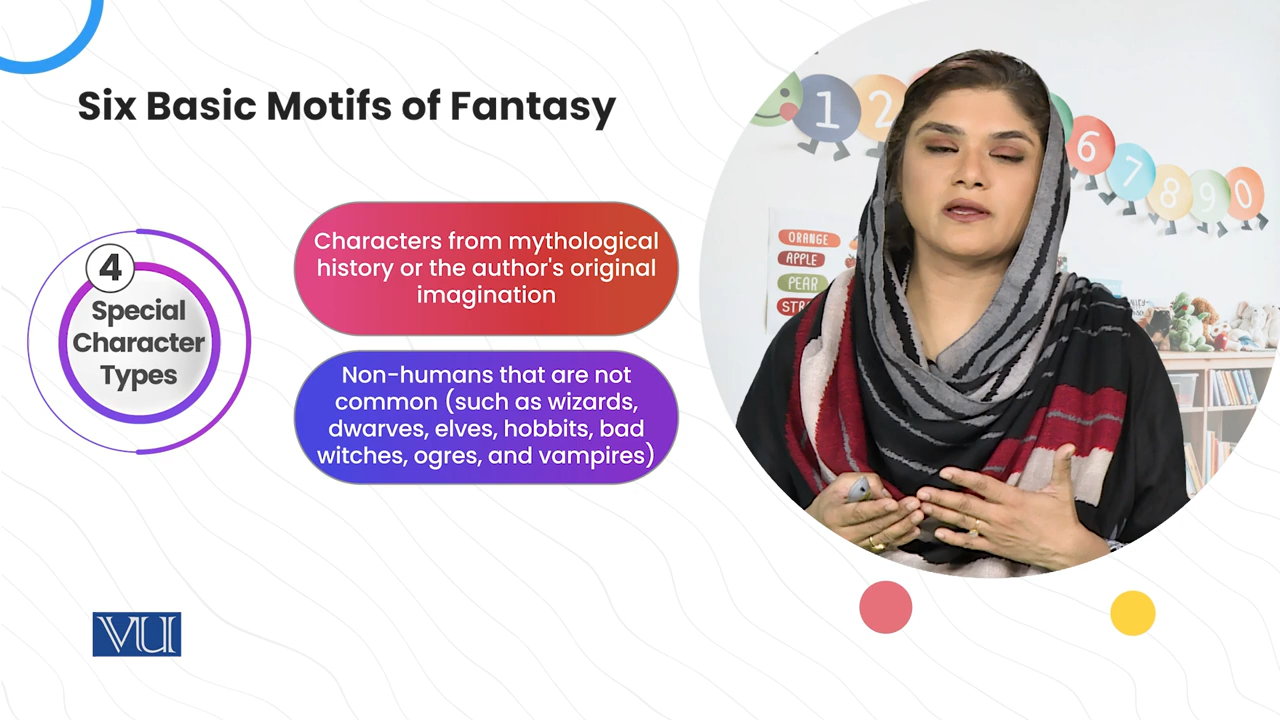 Six Basic Motifs of Fantasy
4
Special
Character
Types
Characters from mythological
history or the author's original
imagination
Non-humans that are not
common (such as wizards,
dwarves, elves, hobbits, bad
witches, ogres, and vampires)
1 2
6 7 8 9 0
ORANGE
APPLE
PEAR
VU